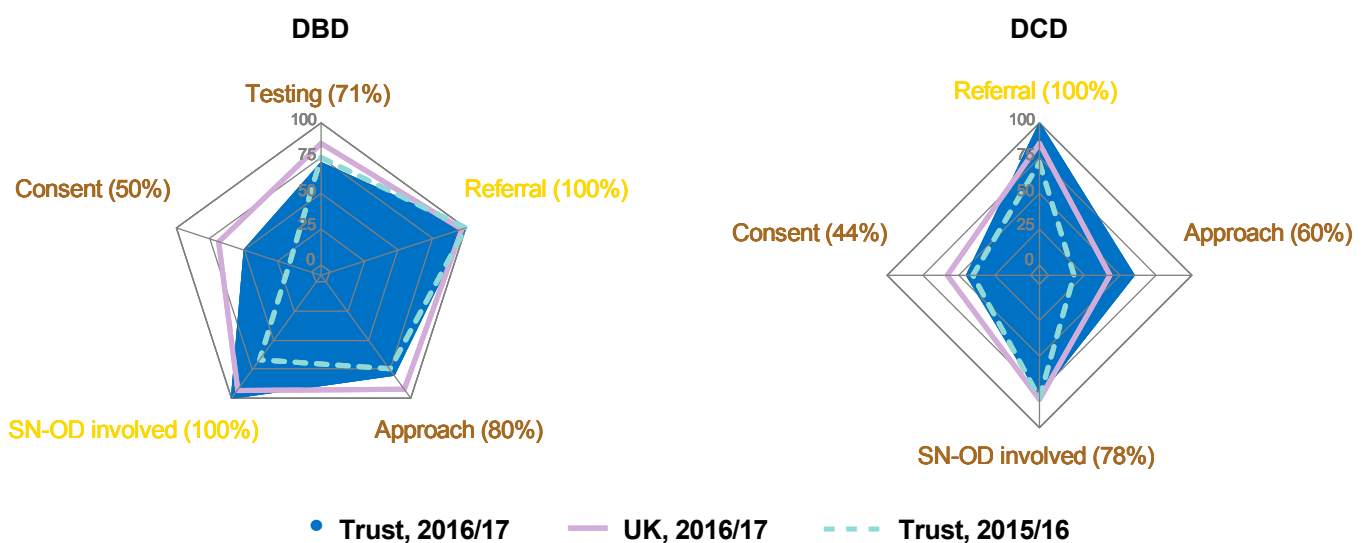 DBD
DCD
Testing (71%)
Referral (100%)
100
75
50
25
0
Consent (50%)
Referral (100%)
SN-OD involved (100%)
Approach (80%)
100
75
50
25
0
Consent (44%)
Approach (60%)
SN-OD involved (78%)
Trust, 2016/17
UK, 2016/17
Trust, 2015/16